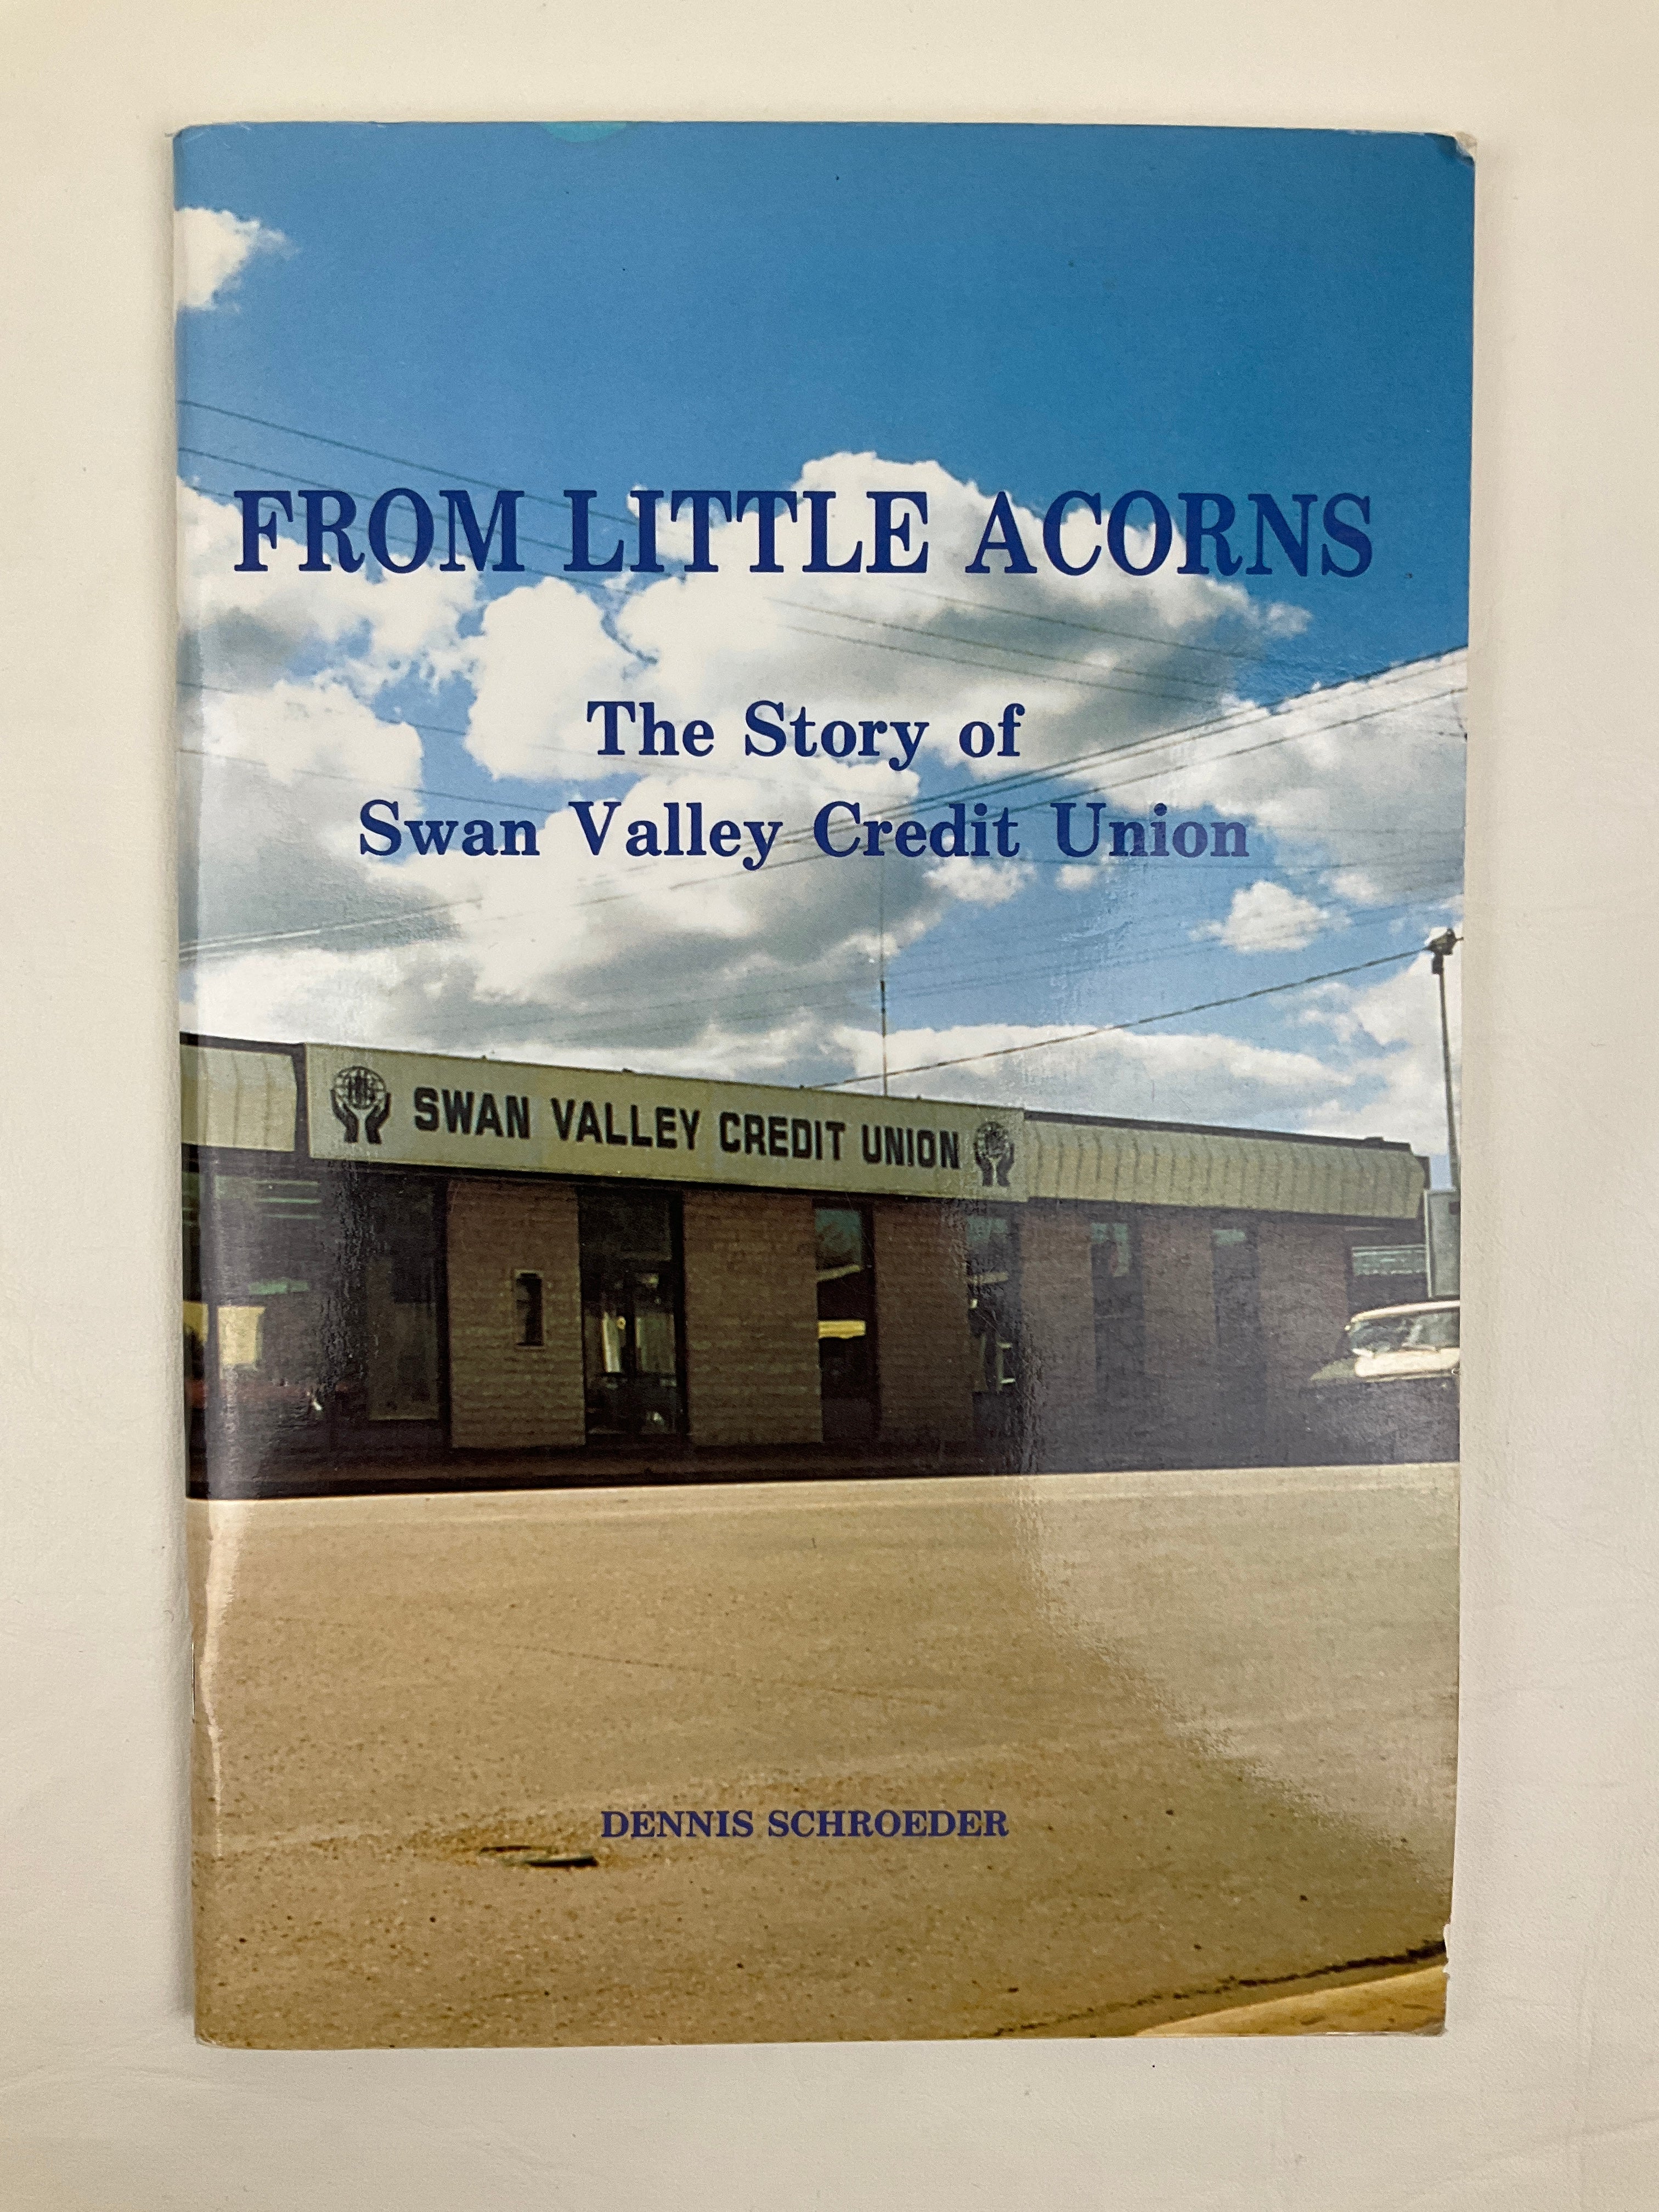 FROM LITTLE ACORNS
The Story of
Swan Valley Credit Union
SWAN VALLEY CREDIT UNION
DENNIS SCHROEDER